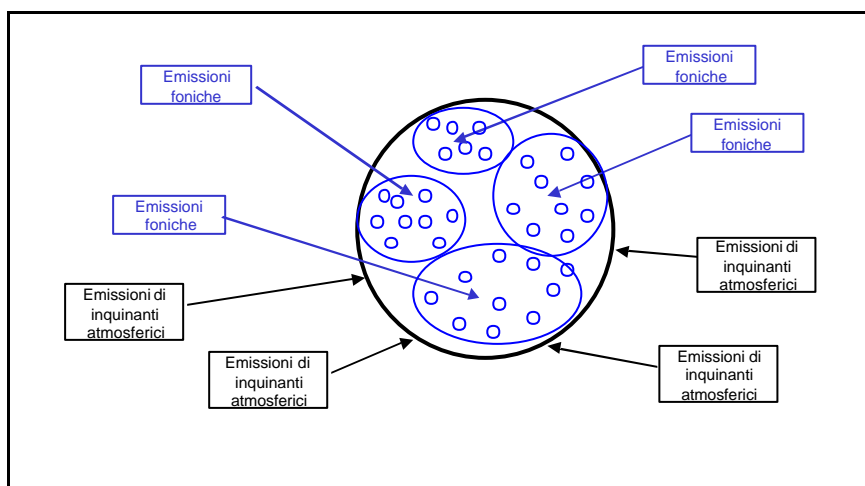 Emissioni
foniche
Emissioni
foniche
Emissioni
foniche
Emissioni
foniche
Emissioni di
inquinanti
atmosferici
Emissioni di
inquinanti
atmosferici
Emissioni di
inquinanti
atmosferici
Emissioni di
inquinanti
atmosferici